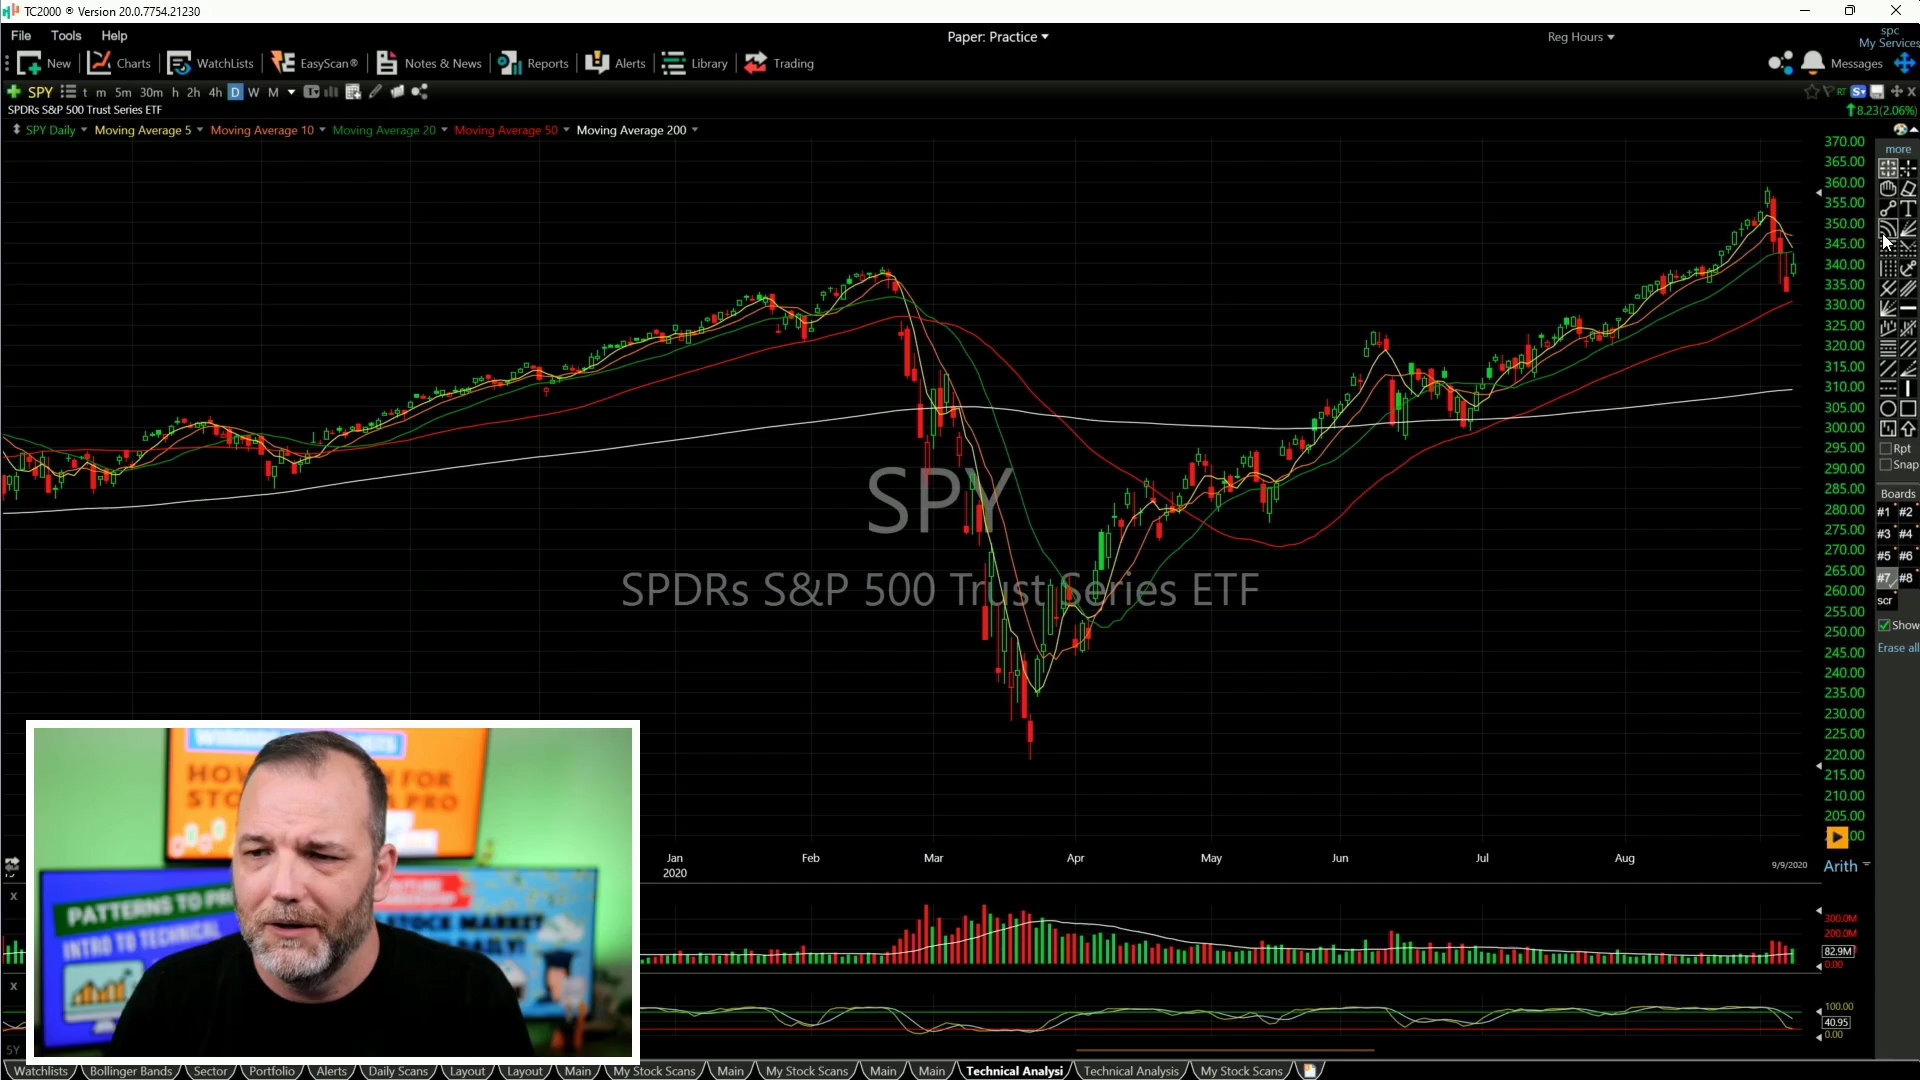 TC2000 ® Version 20.0.7754.21230
File Tools Help
Paper: Practice
Reg Hours
spc
My Services
New Charts WatchLists EasyScan® Notes & News Reports Alerts Library Trading
Messages
SPY t m 5m 30m h 2h 4h D W M
RT
SPDRs S&P 500 Trust Series ETF
8.23(2.06%)
SPY Daily Moving Average 5 Moving Average 10 Moving Average 20 Moving Average 50 Moving Average 200
370.00
365.00
360.00
355.00
350.00
345.00
340.00
335.00
330.00
325.00
320.00
315.00
310.00
305.00
300.00
295.00
290.00
285.00
280.00
275.00
270.00
265.00
260.00
255.00
250.00
245.00
240.00
235.00
230.00
225.00
220.00
215.00
210.00
205.00
more
Rpt
Snap
Boards
#1 #2
#3 #4
#5 #6
#7 #8
scr
Show
Erase all
SPY
SPDRs S&P 500 Trust Series ETF
Jan Feb Mar Apr May Jun Jul Aug
2020
9/9/2020
Arith
300.0M
200.0M
82.9M
0.00
100.00
40.95
0.00
5Y
PATTERNS TO
INTRO TO TECHNICAL
STOCK MARKET
Watchlists Bollinger Bands Sector Portfolio Alerts Daily Scans Layout Layout Main My Stock Scans Main My Stock Scans Main Main Technical Analysi Technical Analysis My Stock Scans